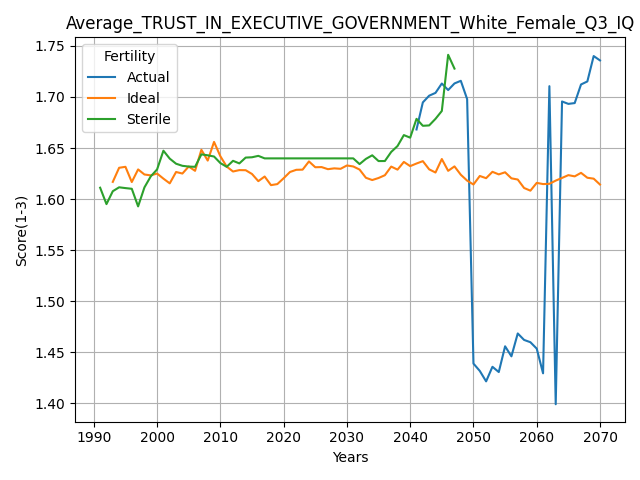 Average_TRUST_IN_EXECUTIVE_GOVERNMENT_White_Female_Q3_IQ
Fertility
Actual
Ideal
Sterile
Score(1-3)
1.75
1.70
1.65
1.60
1.55
1.50
1.45
1.40
1990 2000 2010 2020 2030 2040 2050 2060 2070
Years